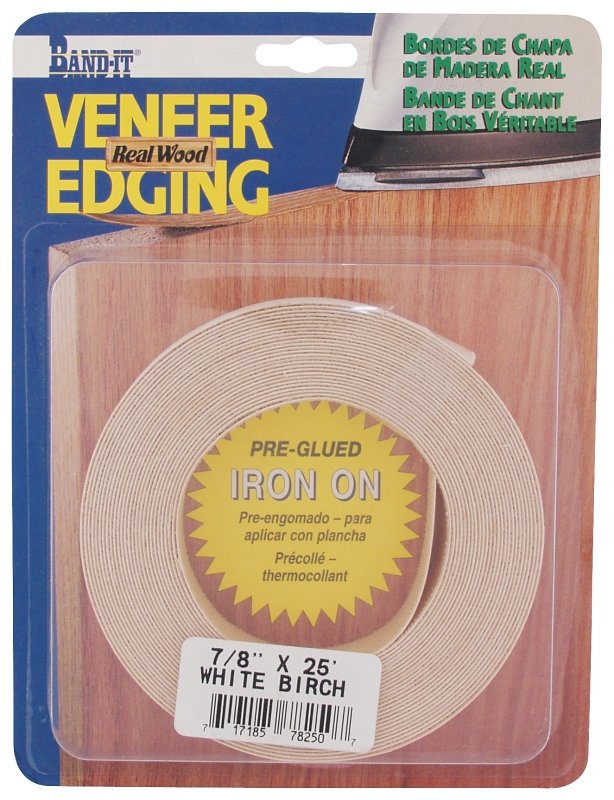 BAND-IT®
VENEER
Real Wood
EDGING
BORDES DE CHAPA
DE MADERA REAL
BANDE DE CHANT
EN BOIS VÉRITABLE
PRE-GLUED
IRON ON
Pre-engomado – para
aplicar con plancha
Précollé –
thermocollant
7/8" X 25'
WHITE BIRCH
7 17185 78250 7